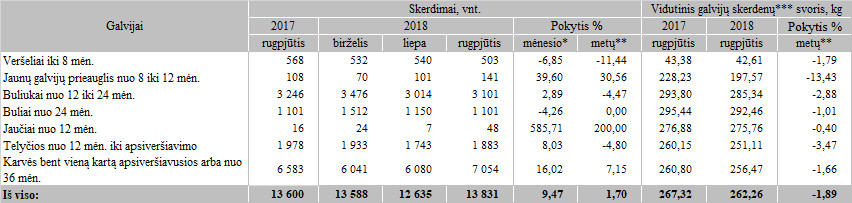 Galvijai Skerdimai, vnt. Vidutinis galvijų skerdenų*** svoris, kg
2017 2018 Pokytis % 2017 2018 Pokytis %
rugpjūtis birželis liepa rugpjūtis mėnesio* metų** rugpjūtis rugpjūtis metų**
Veršeliai iki 8 mėn. 568 532 540 503 -6,85 -11,44 43,38 42,61 -1,79
Jaunų galvijų prieauglis nuo 8 iki 12 mėn. 108 70 101 141 39,60 30,56 228,23 197,57 -13,43
Buliukai nuo 12 iki 24 mėn. 3 246 3 476 3 014 3 101 2,89 -4,47 293,80 285,34 -2,88
Buliai nuo 24 mėn. 1 101 1 512 1 150 1 101 -4,26 0,00 295,44 292,46 -1,01
Jaučiai nuo 12 mėn. 16 24 7 48 585,71 200,00 276,88 275,76 -0,40
Telyčios nuo 12 mėn. iki apsiveršiavimo 1 978 1 933 1 743 1 883 8,03 -4,80 260,15 251,11 -3,47
Karvės bent vieną kartą apsiveršiavusios arba nuo
36 mėn. 6 583 6 041 6 080 7 054 16,02 7,15 260,80 256,47 -1,66
Iš viso: 13 600 13 588 12 635 13 831 9,47 1,70 267,32 262,26 -1,89